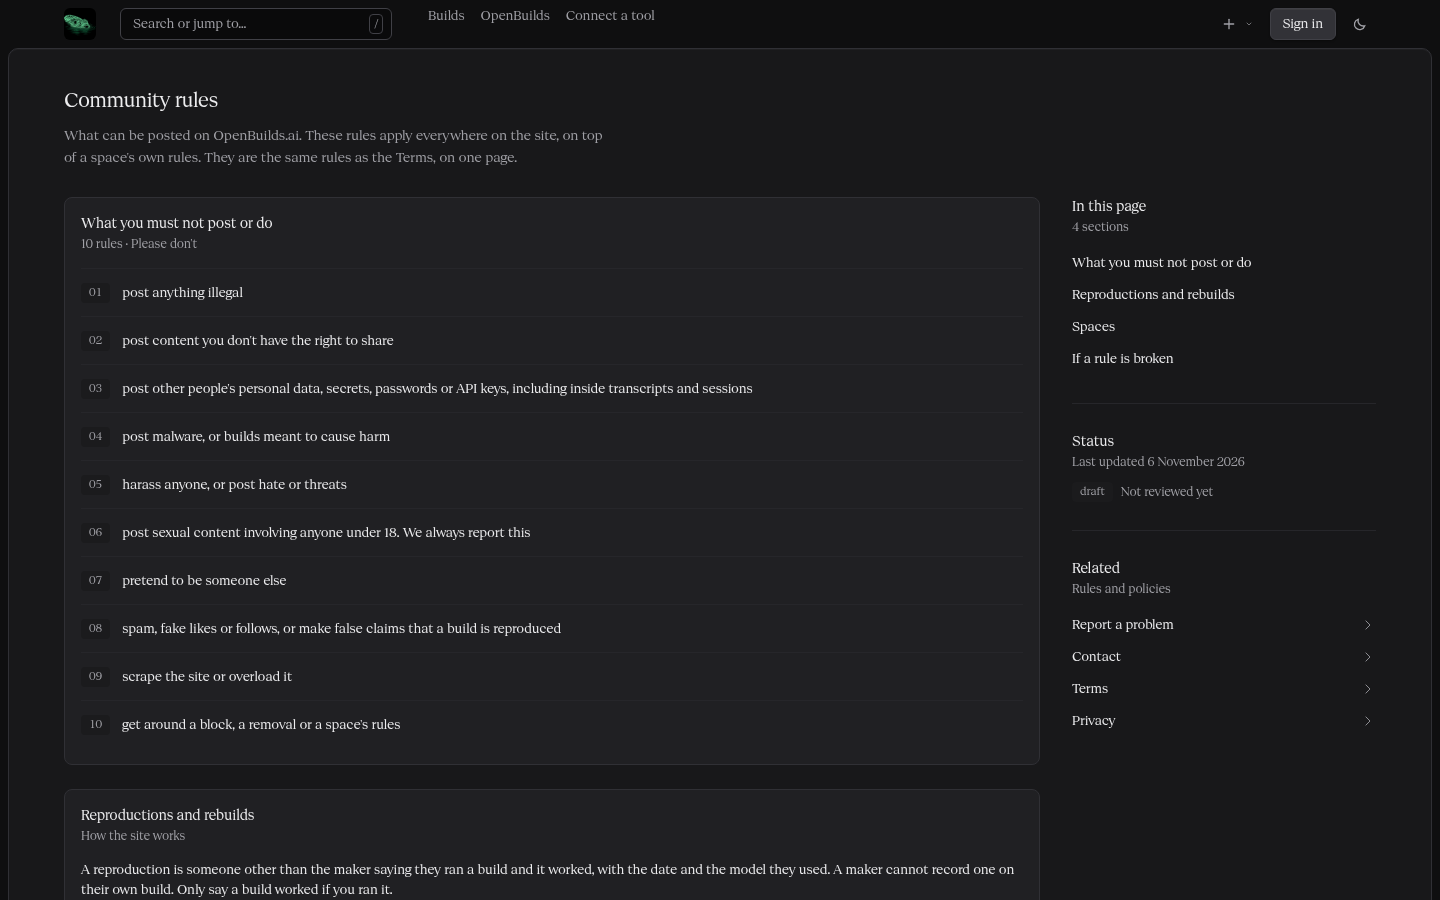 Search or jump to...
/
Builds
OpenBuilds
Connect a tool
Sign in
Community rules
What can be posted on OpenBuilds.ai. These rules apply everywhere on the site, on top
of a space's own rules. They are the same rules as the Terms, on one page.
What you must not post or do
10 rules · Please don't
01 post anything illegal
02 post content you don't have the right to share
03 post other people's personal data, secrets, passwords or API keys, including inside transcripts and sessions
04 post malware, or builds meant to cause harm
05 harass anyone, or post hate or threats
06 post sexual content involving anyone under 18. We always report this
07 pretend to be someone else
08 spam, fake likes or follows, or make false claims that a build is reproduced
09 scrape the site or overload it
10 get around a block, a removal or a space's rules
Reproductions and rebuilds
How the site works
A reproduction is someone other than the maker saying they ran a build and it worked, with the date and the model they used. A maker cannot record one on
their own build. Only say a build worked if you ran it.
In this page
4 sections
What you must not post or do
Reproductions and rebuilds
Spaces
If a rule is broken
Status
Last updated 6 November 2026
draft Not reviewed yet
Related
Rules and policies
Report a problem
Contact
Terms
Privacy